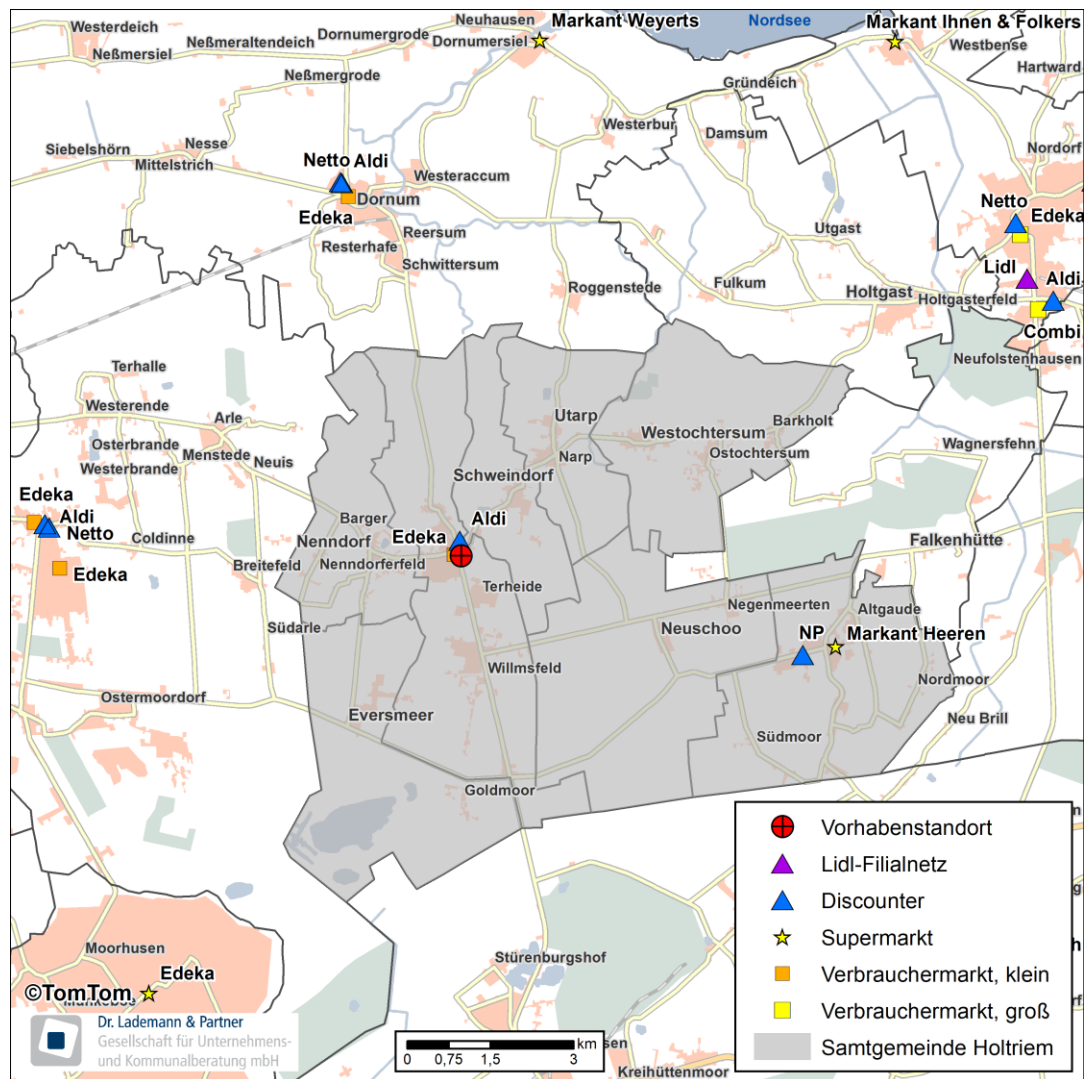 Neuhausen
Markant Weyerts
Nordsee
Markant Ihnen & Folkers
Westerdeich
Neßmeraltendeich
Dornumergrode
Dornumersiel
Westbense
Neßmersiel
Neßmergrode
Gründeich
Hartward
Westerbur
Damsum
Siebelshörn
Nesse
Mittelstrich
Netto Aldi
Westeraccum
Nordorf
Edeka
Dornum
Netto
Edeka
Resterhafe
Reersum
Utgast
Schwittersum
Lidl
Aldi
Roggenstede
Fulkum
Holtgast
Holtgasterfeld
Combi
Neufolstenhausen
Terhalle
Westerende
Arle
Utarp
Barkholt
Osterbrande
Menstede
Neuis
Westochtersum
Wagnersfehn
Westerbrande
Narp
Ostochtersum
Schweindorf
Edeka
Aldi
Netto
Barger
Edeka
Aldi
Coldinne
Nenndorf
Falkenhütte
Edeka
Breitefeld
Nenndorferfeld
Terheide
Negenmeerten
Altgaude
Südarle
Neuschoo
NP
Markant Heeren
Willmsfeld
Nordmoor
Ostermoordorf
Eversmeer
Neu Brill
Südmoor
Goldmoor
Vorhabenstandort
Lidl-Filialnetz
Discounter
Supermarkt
Verbrauchermarkt, klein
Verbrauchermarkt, groß
Samtgemeinde Holtriem
Moorhusen
Edeka
Stürenburgshof
©TomTom
Dr. Lademann & Partner
Gesellschaft für Unternehmens-
und Kommunalberatung mbH
km
0 0,75 1,5 3
Kreihüttenmoor